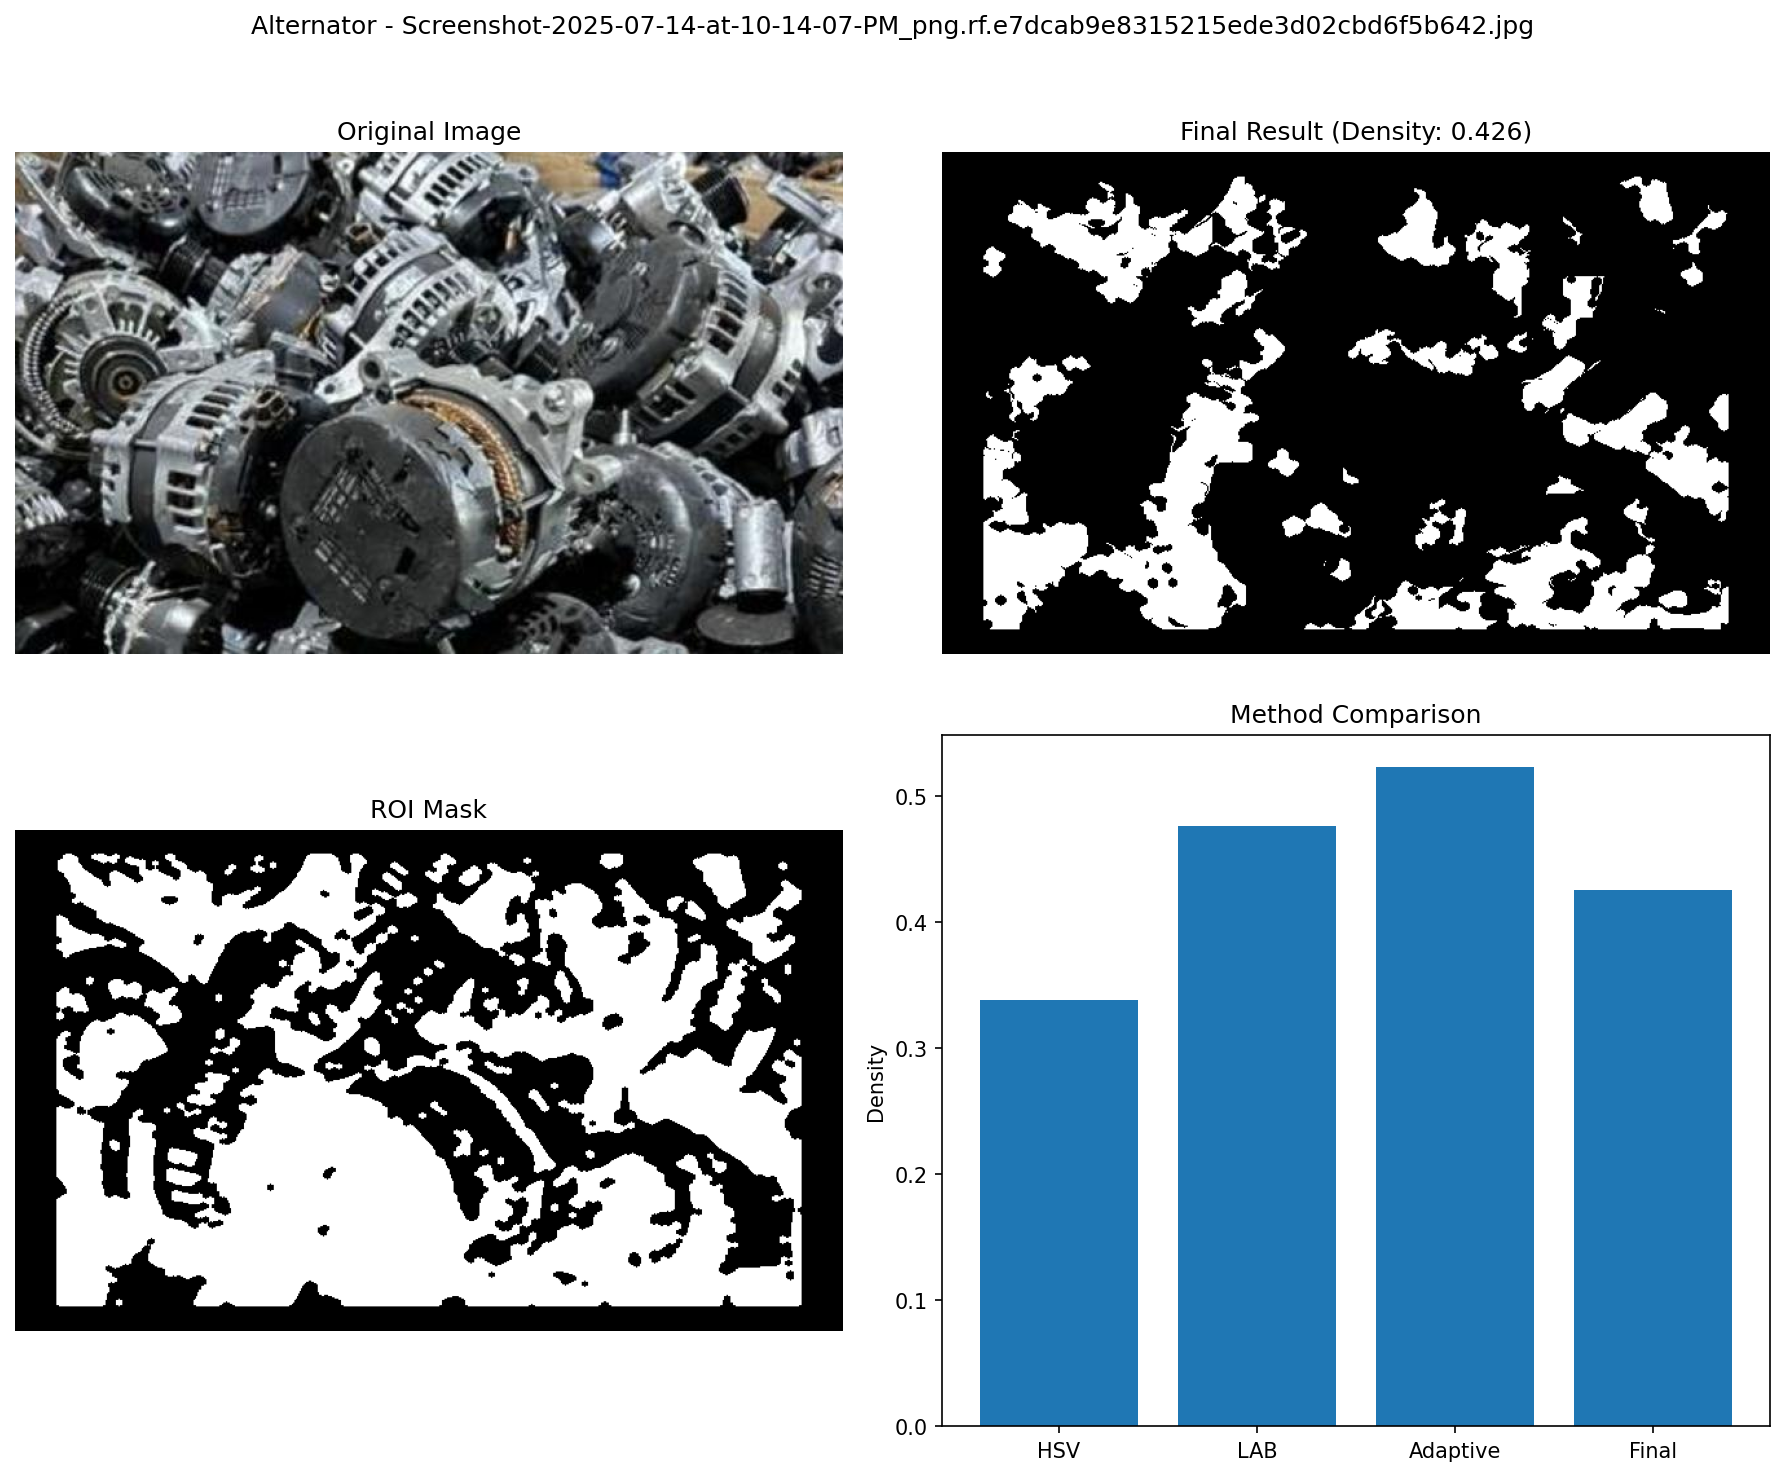 Alternator - Screenshot-2025-07-14-at-10-14-07-PM_png.rf.e7dcab9e8315215ede3d02cbd6f5b642.jpg
Original Image
Final Result (Density: 0.426)
ROI Mask
Method Comparison
Density
0.5
0.4
0.3
0.2
0.1
0.0
HSV
LAB
Adaptive
Final